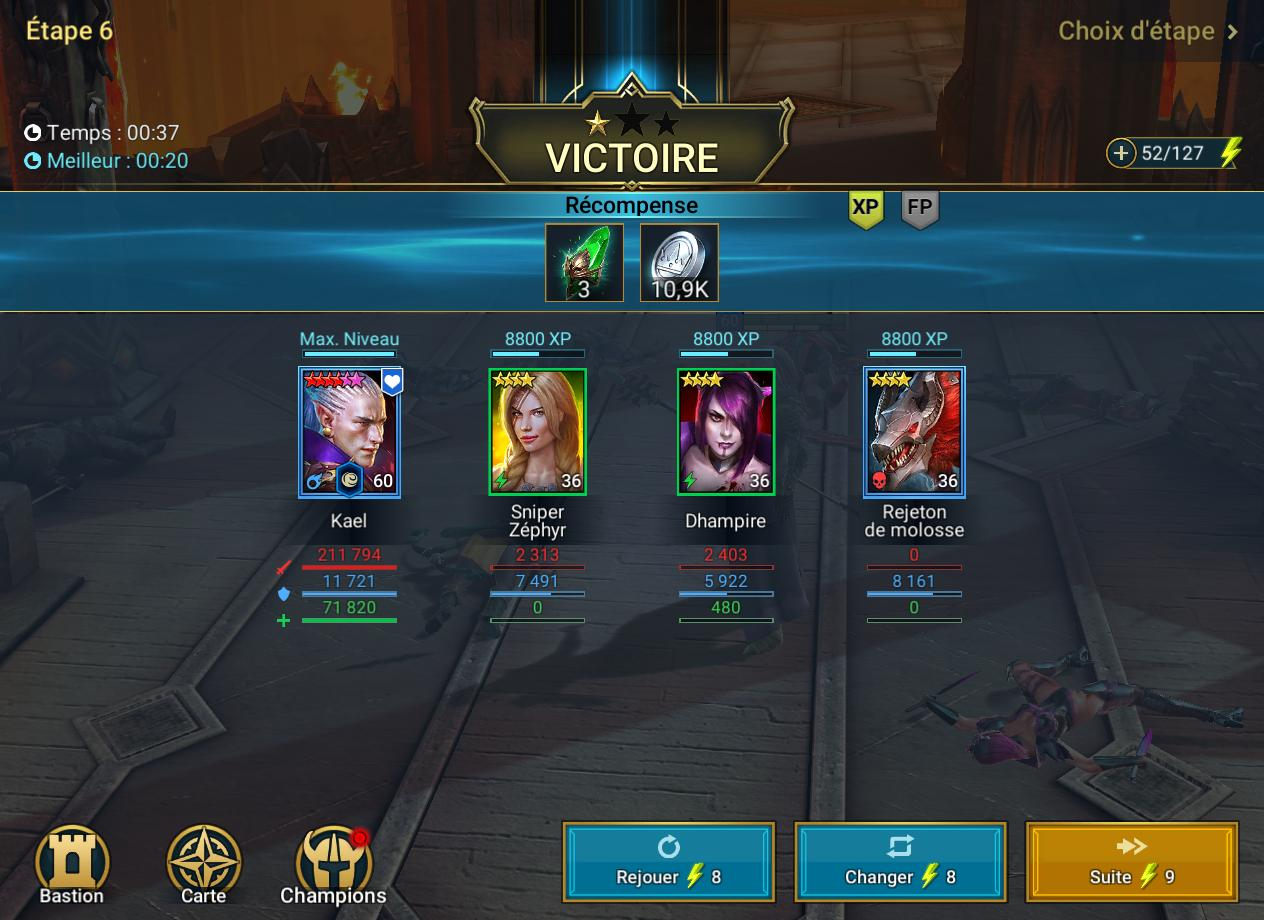 Étape 6
Choix d'étape
Temps : 00:37
Meilleur : 00:20
VICTOIRE
52/127
Récompense
XP
FP
3
10,9K
Max. Niveau
8800 XP
8800 XP
8800 XP
60
36
36
36
Kael
Sniper
Zéphyr
Dhampire
Rejeton
de molosse
211 794
2 313
2 403
0
11 721
7 491
5 922
8 161
71 820
0
480
0
Bastion
Carte
Champions
Rejouer 8
Changer 8
Suite 9